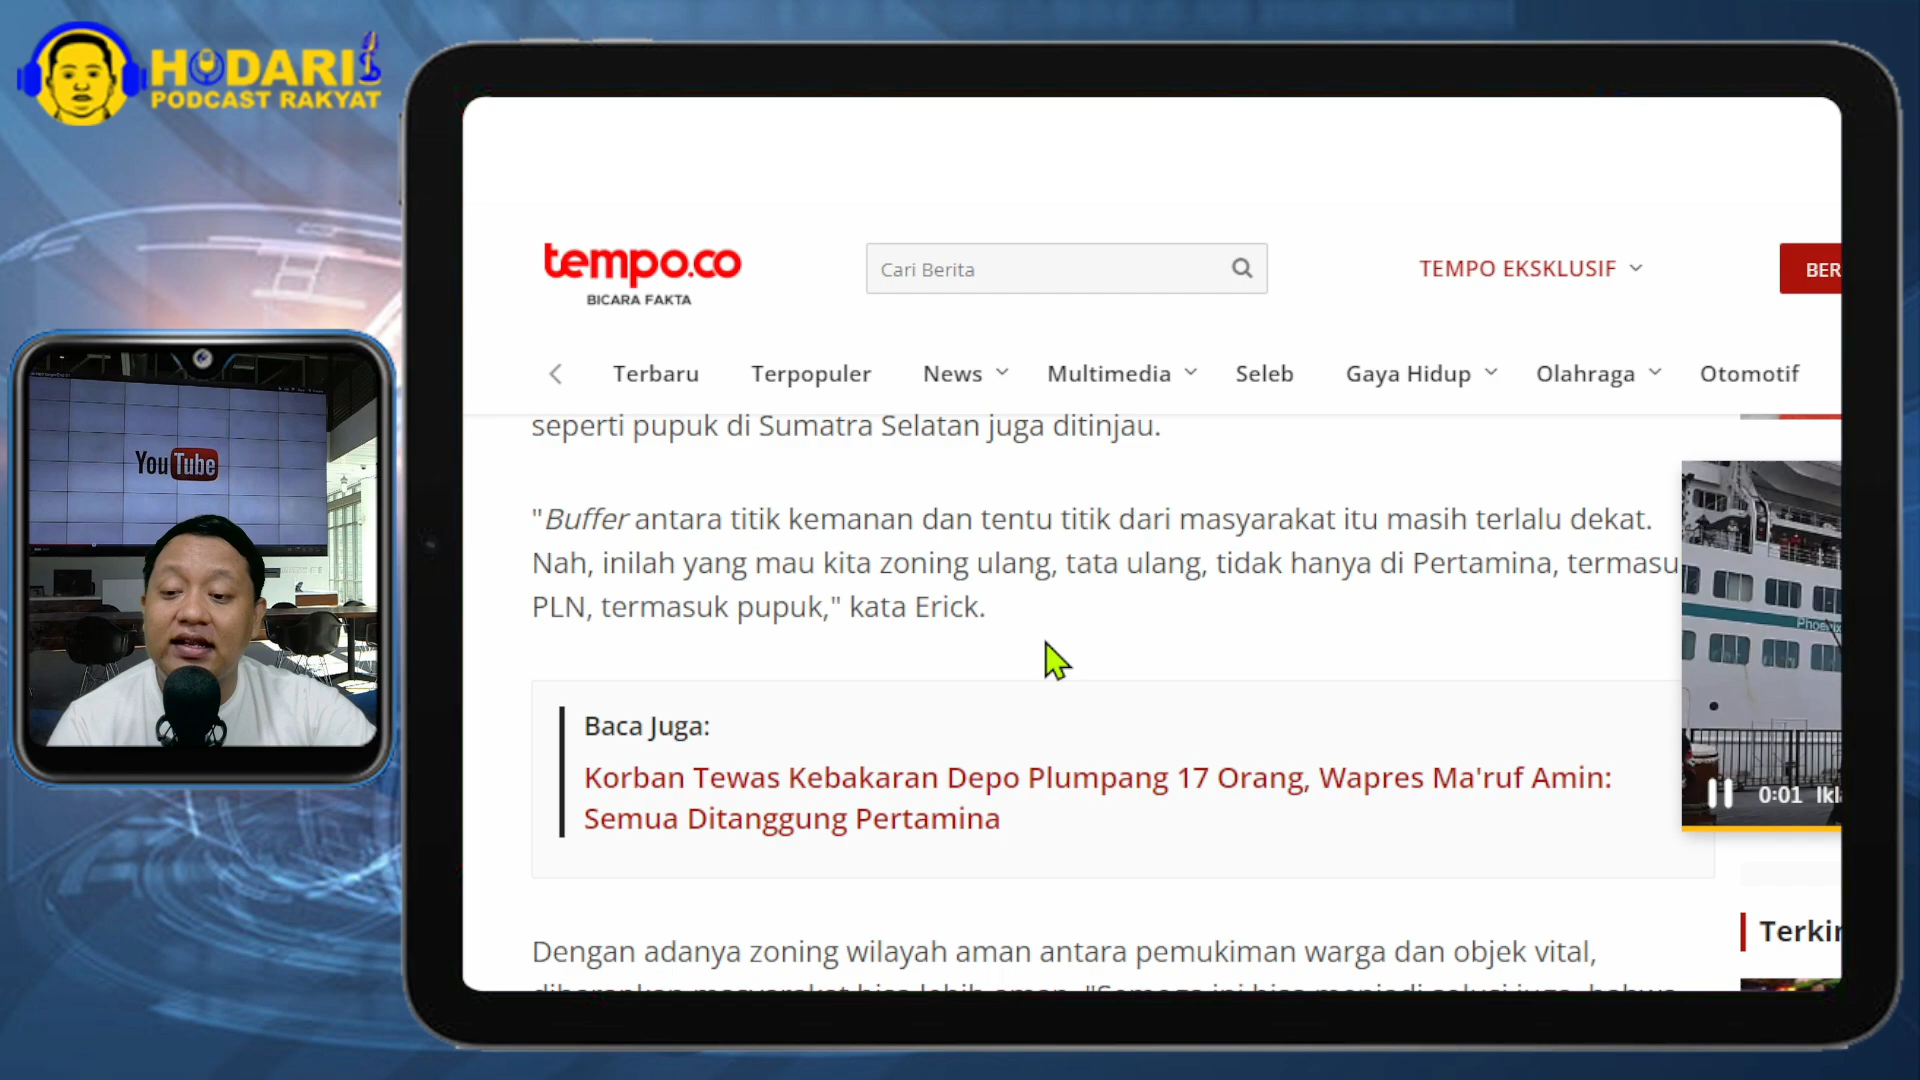 HODARI
PODCAST RAKYAT
YouTube
tempo.co
BICARA FAKTA
Cari Berita
TEMPO EKSKLUSIF
BER
Terbaru
Terpopuler
News
Multimedia
Seleb
Gaya Hidup
Olahraga
Otomotif
seperti pupuk di Sumatra Selatan juga ditinjau.
"Buffer antara titik kemanan dan tentu titik dari masyarakat itu masih terlalu dekat.
Nah, inilah yang mau kita zoning ulang, tata ulang, tidak hanya di Pertamina, termasu
PLN, termasuk pupuk," kata Erick.
Phoenix
0:01 Ikl
Baca Juga:
Korban Tewas Kebakaran Depo Plumpang 17 Orang, Wapres Ma'ruf Amin:
Semua Ditanggung Pertamina
Terkin
Dengan adanya zoning wilayah aman antara pemukiman warga dan objek vital,